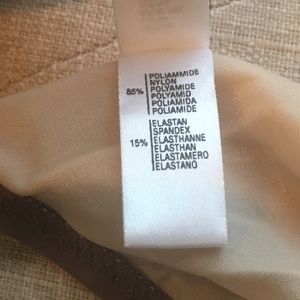 POLIAMMIDE
NYLON
85% POLYAMIDE
POLYAMID
POLIAMIDA
POLIAMIDE
ELASTAN
SPANDEX
15% ELASTHANNE
ELASTHAN
ELASTAMERO
ELASTANO